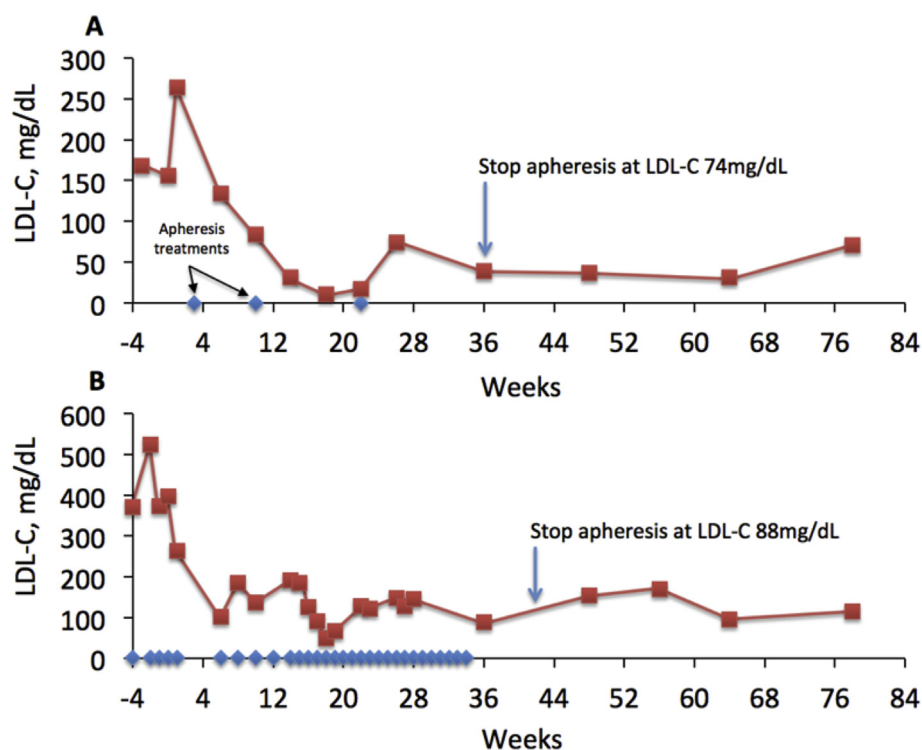 A
LDL-C, mg/dL
300
250
200
150
100
50
0
Stop apheresis at LDL-C 74mg/dL
Apheresis
treatments
-4 4 12 20 28 36 44 52 60 68 76 84
Weeks
B
LDL-C, mg/dL
600
500
400
300
200
100
0
Stop apheresis at LDL-C 88mg/dL
-4 4 12 20 28 36 44 52 60 68 76 84
Weeks